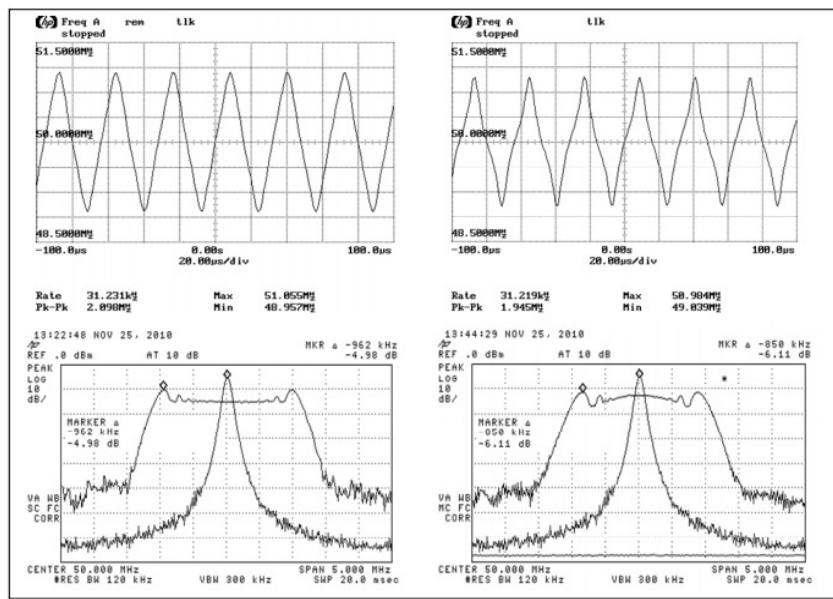 hp Freq A rem tlk
stopped
51.5000MHz
50.0000MHz
48.5000MHz
-100.0µs 0.00s 100.0µs
20.00µs/div
Rate 31.231kHz Max 51.055MHz
Pk-Pk 2.098MHz Min 48.957MHz
hp Freq A rem tlk
stopped
51.5000MHz
50.0000MHz
48.5000MHz
-100.0µs 0.00s 100.0µs
20.00µs/div
Rate 31.219kHz Max 50.984MHz
Pk-Pk 1.945MHz Min 49.039MHz
13:22:48 NOV 25, 2010
hp MKR Δ -962 kHz
REF .0 dBm AT 10 dB -4.98 dB
PEAK
LOG
10
dB/
MARKER Δ
-962 kHz
-4.98 dB
VA WB
SC FC
CORR
CENTER 50.000 MHz SPAN 5.000 MHz
#RES BW 120 kHz VBW 300 kHz SWP 20.0 msec
13:44:29 NOV 25, 2010
hp MKR Δ -850 kHz
REF .0 dBm AT 10 dB -6.11 dB
PEAK
LOG
10
dB/
MARKER Δ
-850 kHz
-6.11 dB
VA WB
MC FC
CORR
CENTER 50.000 MHz SPAN 5.000 MHz
#RES BW 120 kHz VBW 300 kHz SWP 20.0 msec